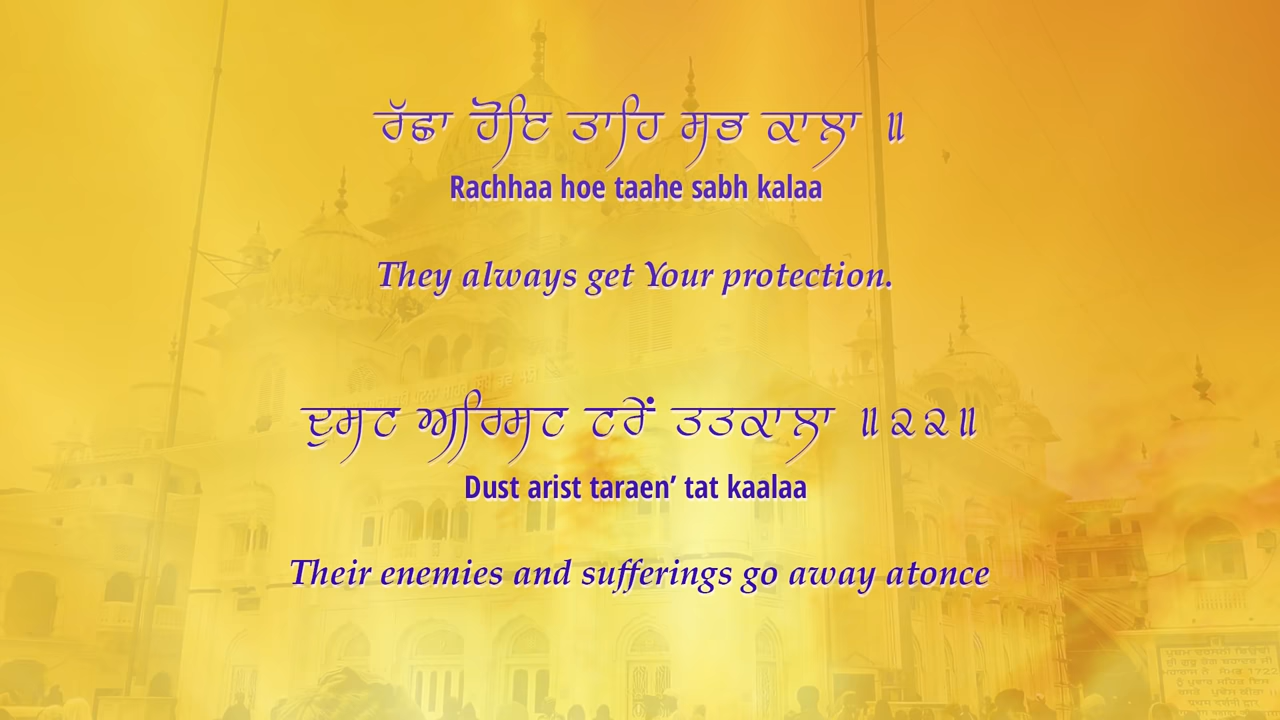 ਰੱਛਾ ਹੋਇ ਤਾਹਿ ਸਭ ਕਾਲਾ ॥
Rachhaa hoe taahe sabh kalaa
They always get Your protection.
ਦੁਸਟ ਅਰਿਸਟ ਟਰੇਂ ਤਤਕਾਲਾ ॥੨੨॥
Dust arist taraen’ tat kaalaa
Their enemies and sufferings go away atonce